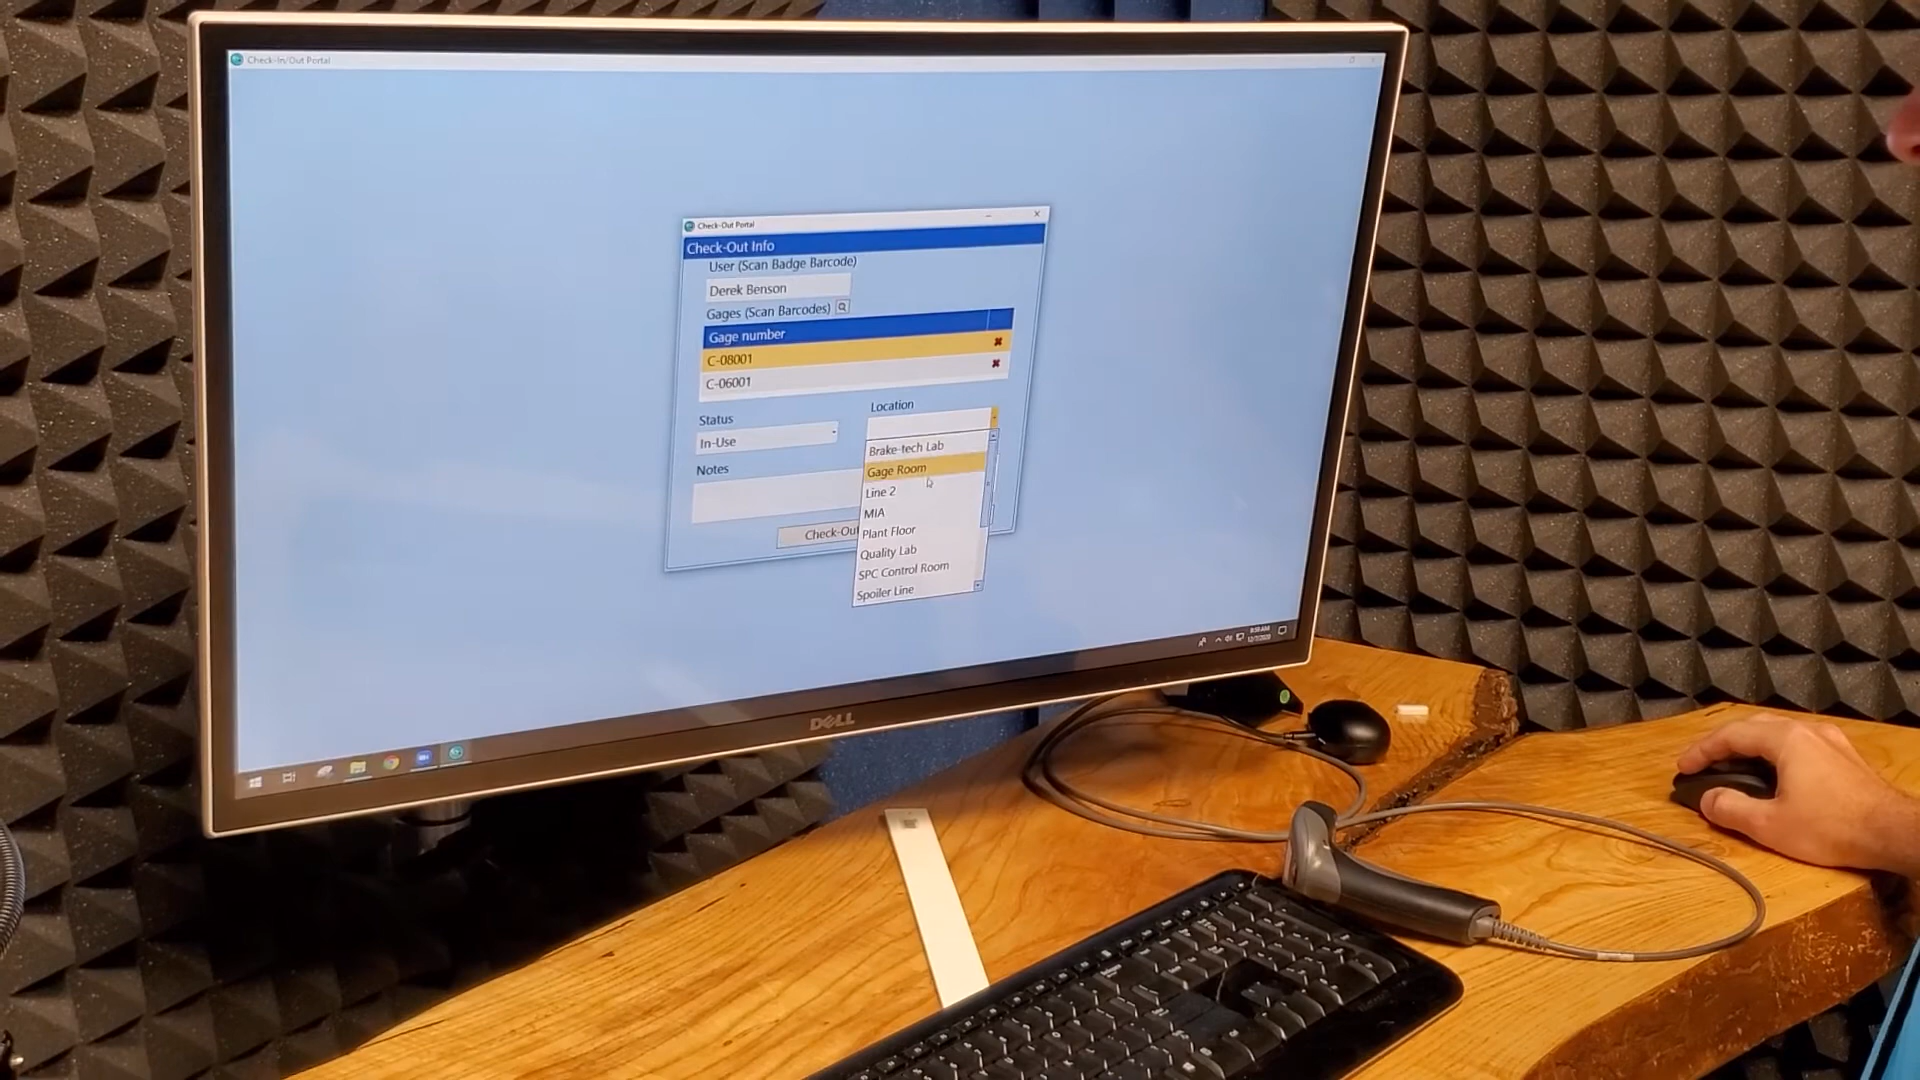 Check-In/Out Portal
Check-Out Portal
Check-Out Info
User (Scan Badge Barcode)
Derek Benson
Gages (Scan Barcodes)
Gage number
C-08001
C-06001
Status
Location
In-Use
Notes
Brake-tech Lab
Gage Room
Line 2
MIA
Plant Floor
Quality Lab
SPC Control Room
Spoiler Line
Check-Out
DELL